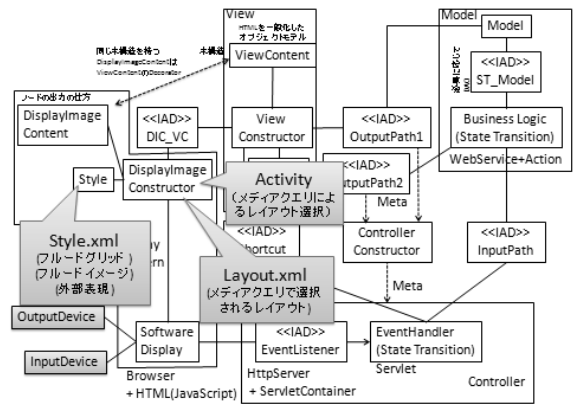 View
HTMLを一般化した
オブジェクトモデル
ViewContent
Model
Model
<<IAD>>
ST_Model
必要に応じて
同じ木構造を持つ
DisplayImageContentは
ViewContentのDecorator
木構造
ノードの出力の仕方
DisplayImage
Content
<<IAD>>
DIC_VC
View
Constructor
<<IAD>>
OutputPath1
Business Logic
(State Transition)
WebService+Action
Style
DisplayImage
Constructor
Activity
(メディアクエリによ
るレイアウト選択)
<<IAD>>
utputPath2
Meta
Style.xml
(フルードグリッド)
(フルードイメージ)
(外部表現)
<<IAD>>
hortcut
Controller
Constructor
InputPath
Layout.xml
(メディアクエリで選択
されるレイアウト)
Meta
OutputDevice
InputDevice
Software
Display
<<IAD>>
EventListener
EventHandler
(State Transition)
Servlet
Browser
+ HTML(JavaScript)
HttpServer
+ ServletContainer
Controller